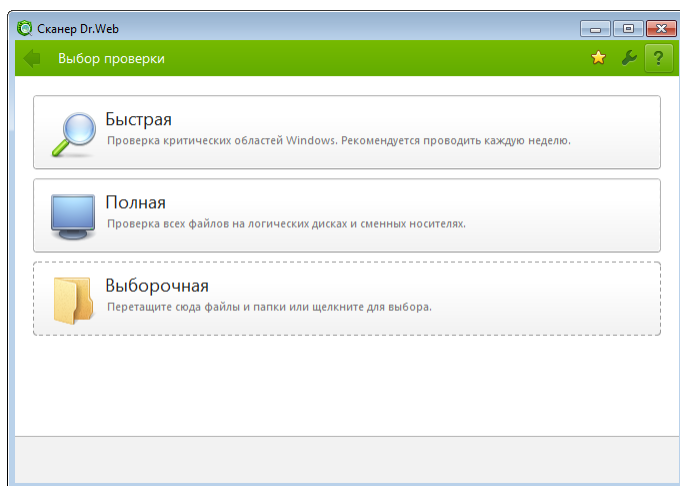 Сканер Dr.Web
Выбор проверки
?
Быстрая
Проверка критических областей Windows. Рекомендуется проводить каждую неделю.
Полная
Проверка всех файлов на логических дисках и сменных носителях.
Выборочная
Перетащите сюда файлы и папки или щелкните для выбора.